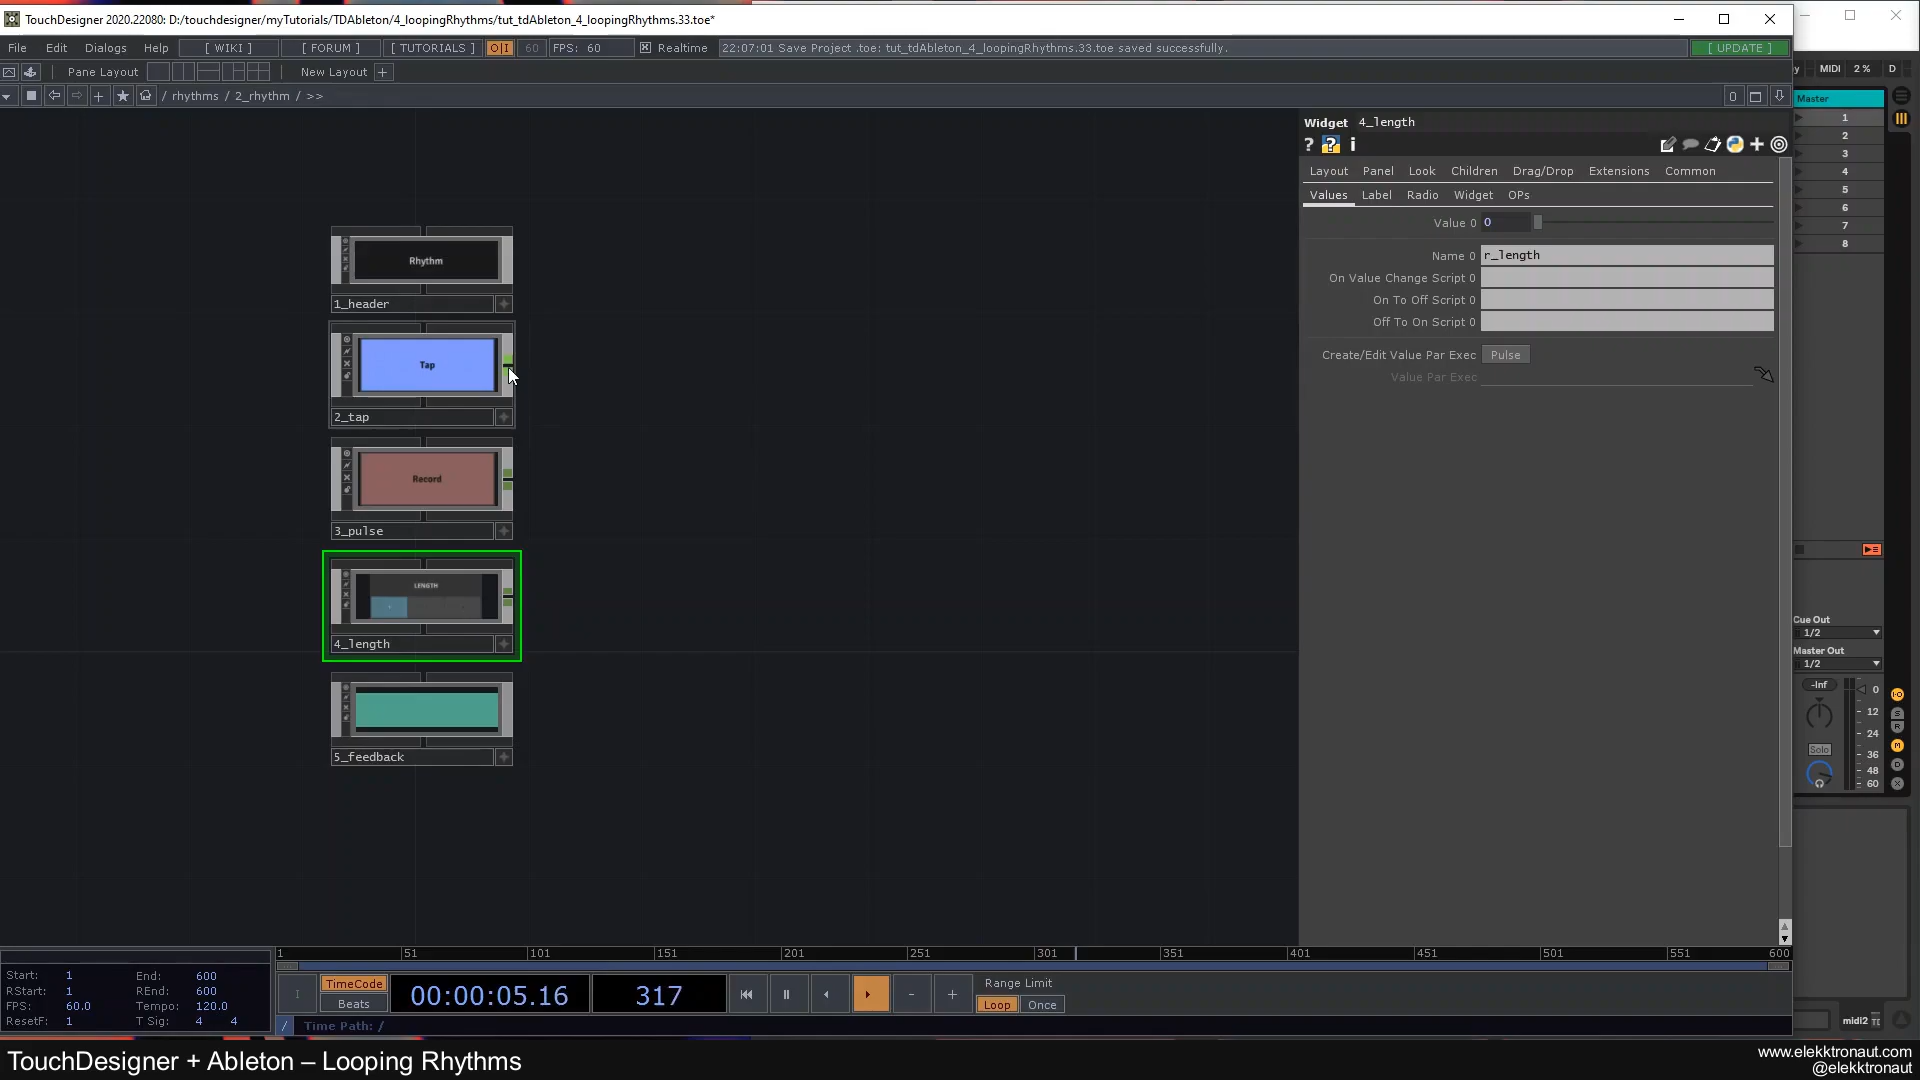 TouchDesigner 2020.22080: D:/touchdesigner/myTutorials/TDAbleton/4_loopingRhythms/tut_tdAbleton_4_loopingRhythms.33.toe*
File Edit Dialogs Help [ WIKI ] [ FORUM ] [ TUTORIALS ] O|I 60 FPS: 60 Realtime 22:07:01 Save Project .toe: tut_tdAbleton_4_loopingRhythms.33.toe saved successfully. [ UPDATE ]
Pane Layout New Layout +
/ rhythms / 2_rhythm / >> 0
y MIDI 2 % D
Master
1
2
3
4
5
6
7
8
Widget 4_length
? ? i
Layout Panel Look Children Drag/Drop Extensions Common
Values Label Radio Widget OPs
Value 0 0
Name 0 r_length
On Value Change Script 0
On To Off Script 0
Off To On Script 0
Create/Edit Value Par Exec Pulse
Value Par Exec
Rhythm
1_header
Tap
2_tap
Record
3_pulse
LENGTH
4_length
5_feedback
Cue Out
1/2
Master Out
1/2
-Inf
0
12
24
36
48
60
Solo
S
R
M
D
X
1 51 101 151 201 251 301 351 401 451 501 551 600
Start: 1 End: 600
RStart: 1 REnd: 600
FPS: 60.0 Tempo: 120.0
ResetF: 1 T Sig: 4 4
I
TimeCode
Beats
00:00:05.16
317
- +
Range Limit
Loop Once
/ Time Path: /
midi2
TouchDesigner + Ableton – Looping Rhythms
www.elekktronaut.com
@elekktronaut